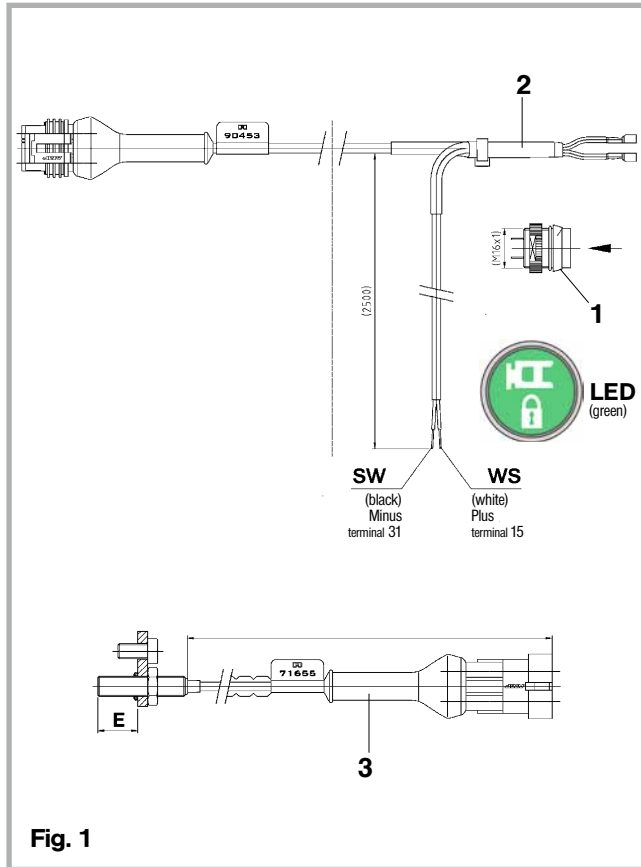 2
90453
(M16x1)
1
(2500)
LED
(green)
SW
(black)
Minus
terminal 31
WS
(white)
Plus
terminal 15
71655
E
3
Fig. 1